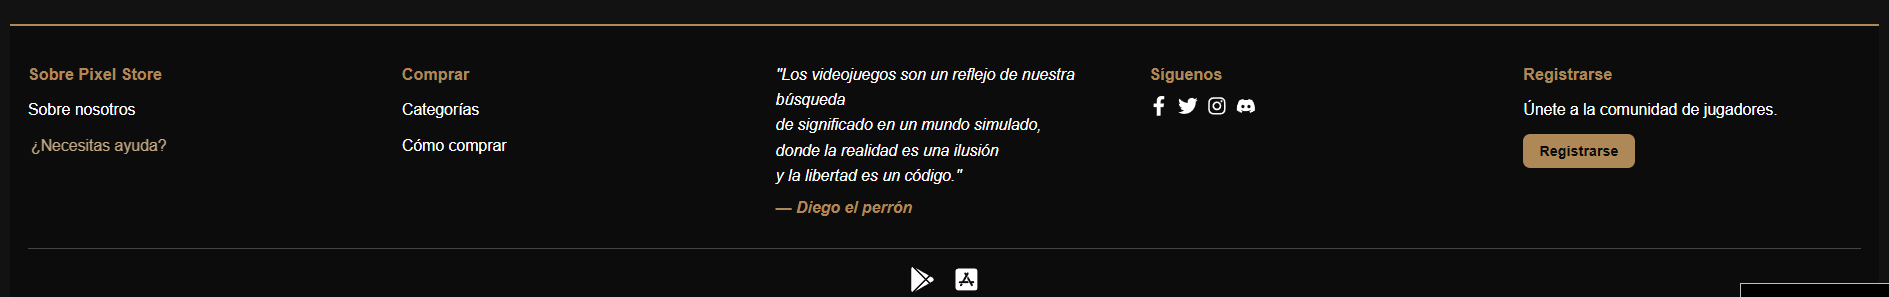 Sobre Pixel Store
Sobre nosotros
¿Necesitas ayuda?
Comprar
Categorías
Cómo comprar
"Los videojuegos son un reflejo de nuestra
búsqueda
de significado en un mundo simulado,
donde la realidad es una ilusión
y la libertad es un código."
— Diego el perrón
Síguenos
Registrarse
Únete a la comunidad de jugadores.
Registrarse